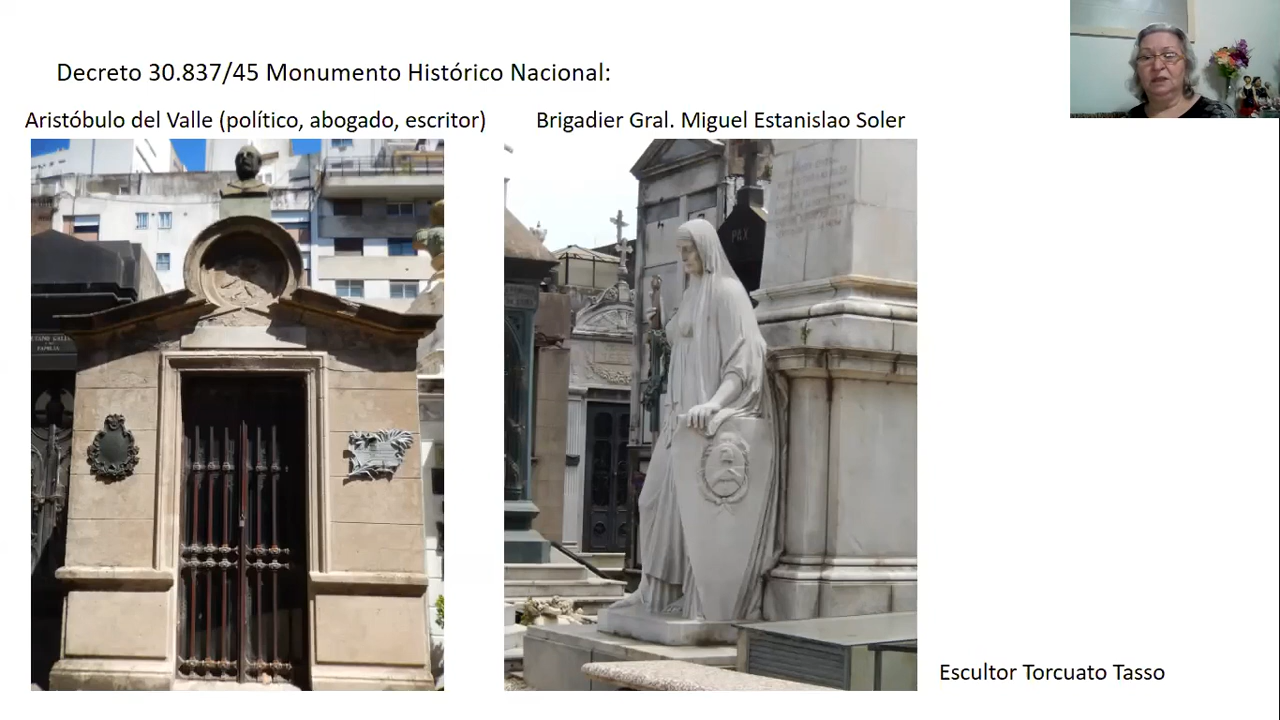 Decreto 30.837/45 Monumento Histórico Nacional:
Aristóbulo del Valle (político, abogado, escritor)
Brigadier Gral. Miguel Estanislao Soler
PAX
FAMILIA
Escultor Torcuato Tasso